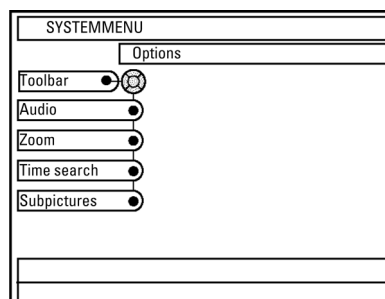 SYSTEMMENU
Options
Toolbar
Audio
Zoom
Time search
Subpictures